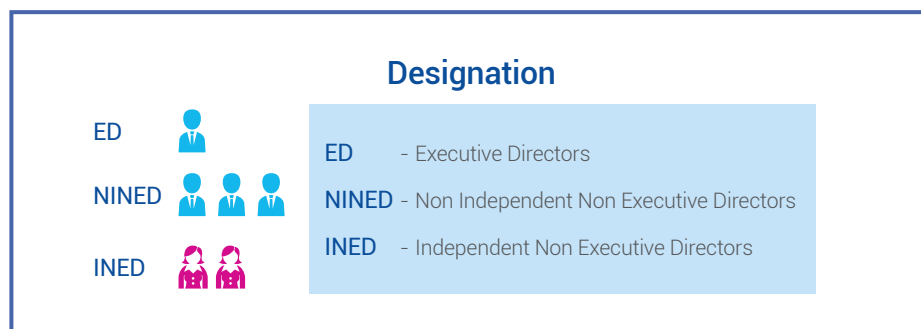 Designation
ED
NINED
INED
ED - Executive Directors
NINED - Non Independent Non Executive Directors
INED - Independent Non Executive Directors